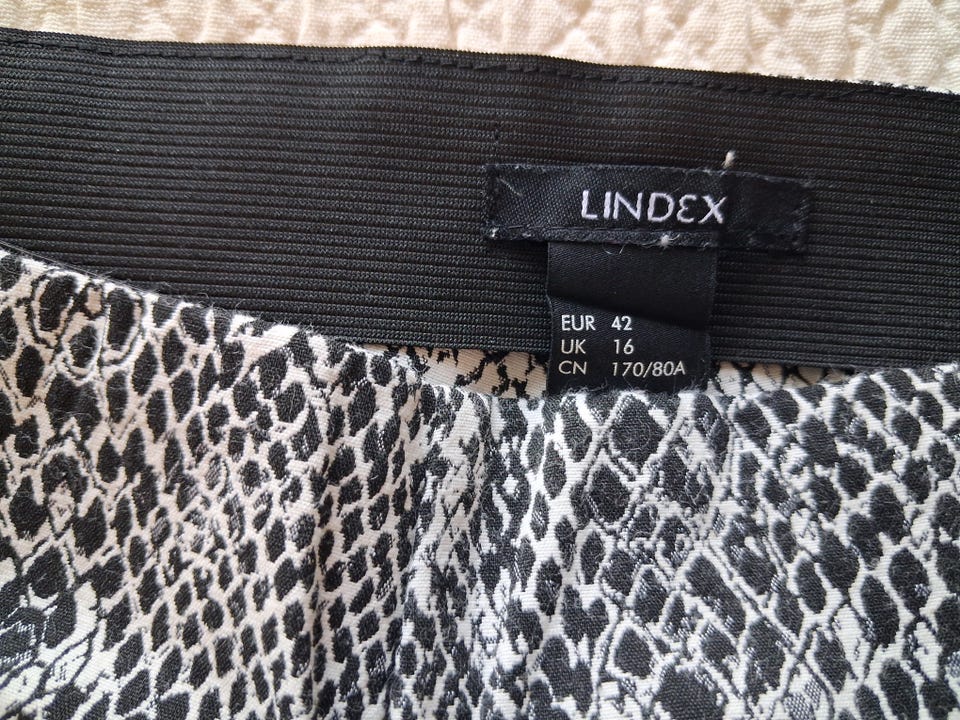 LINDEX
EUR 42
UK 16
CN 170/80A